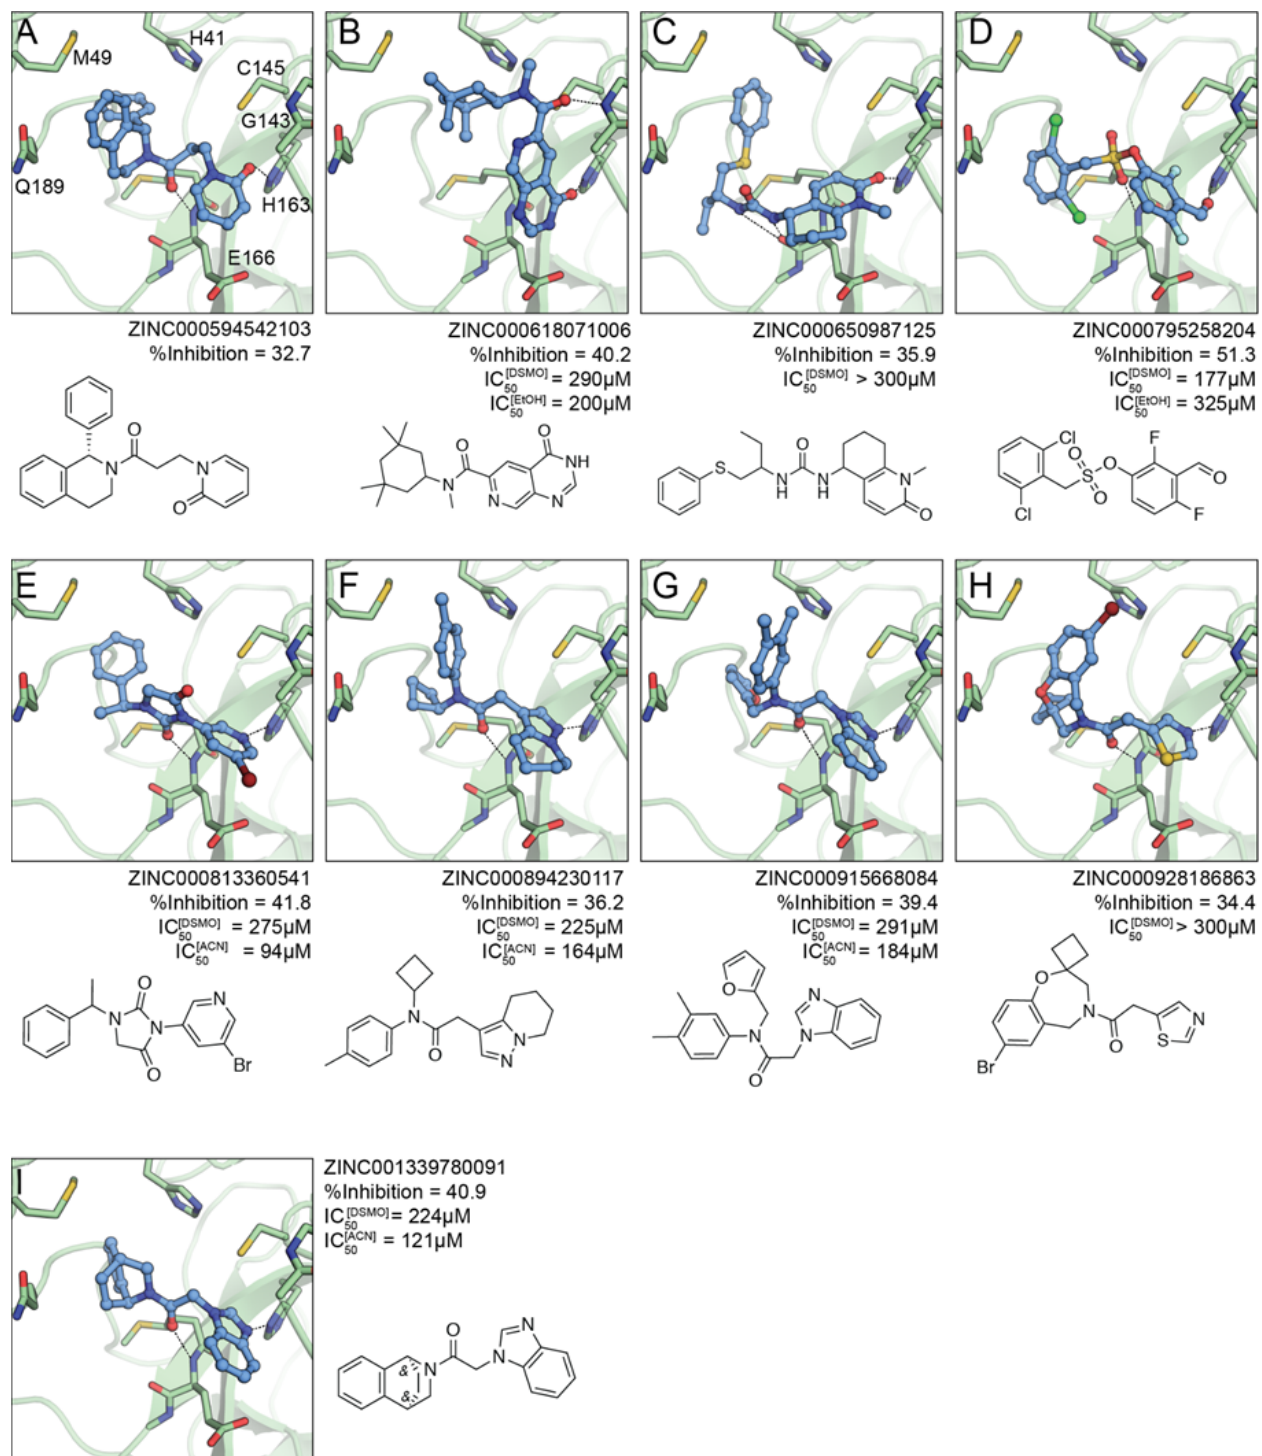 A
M49
H41
C145
G143
Q189
H163
E166
B
C
D
ZINC000594542103
%Inhibition = 32.7
ZINC000618071006
%Inhibition = 40.2
IC50[DSMO] = 290µM
IC50[EtOH] = 200µM
ZINC000650987125
%Inhibition = 35.9
IC50[DSMO] > 300µM
ZINC000795258204
%Inhibition = 51.3
IC50[DSMO] = 177µM
IC50[EtOH] = 325µM
N
O
N
O
O
N
N
O
NH
N
S
N
H
O
N
H
N
O
Cl
Cl
O
S
O
O
F
O
F
E
F
G
H
ZINC000813360541
%Inhibition = 41.8
IC50[DSMO] = 275µM
IC50[ACN] = 94µM
ZINC000894230117
%Inhibition = 36.2
IC50[DSMO] = 225µM
IC50[ACN] = 164µM
ZINC000915668084
%Inhibition = 39.4
IC50[DSMO] = 291µM
IC50[ACN] = 184µM
ZINC000928186863
%Inhibition = 34.4
IC50[DSMO] > 300µM
O
N
N
O
N
Br
N
O
N
N
O
N
O
N
N
O
N
Br
O
S
N
I
ZINC001339780091
%Inhibition = 40.9
IC50[DSMO] = 224µM
IC50[ACN] = 121µM
&
&
N
O
N
N